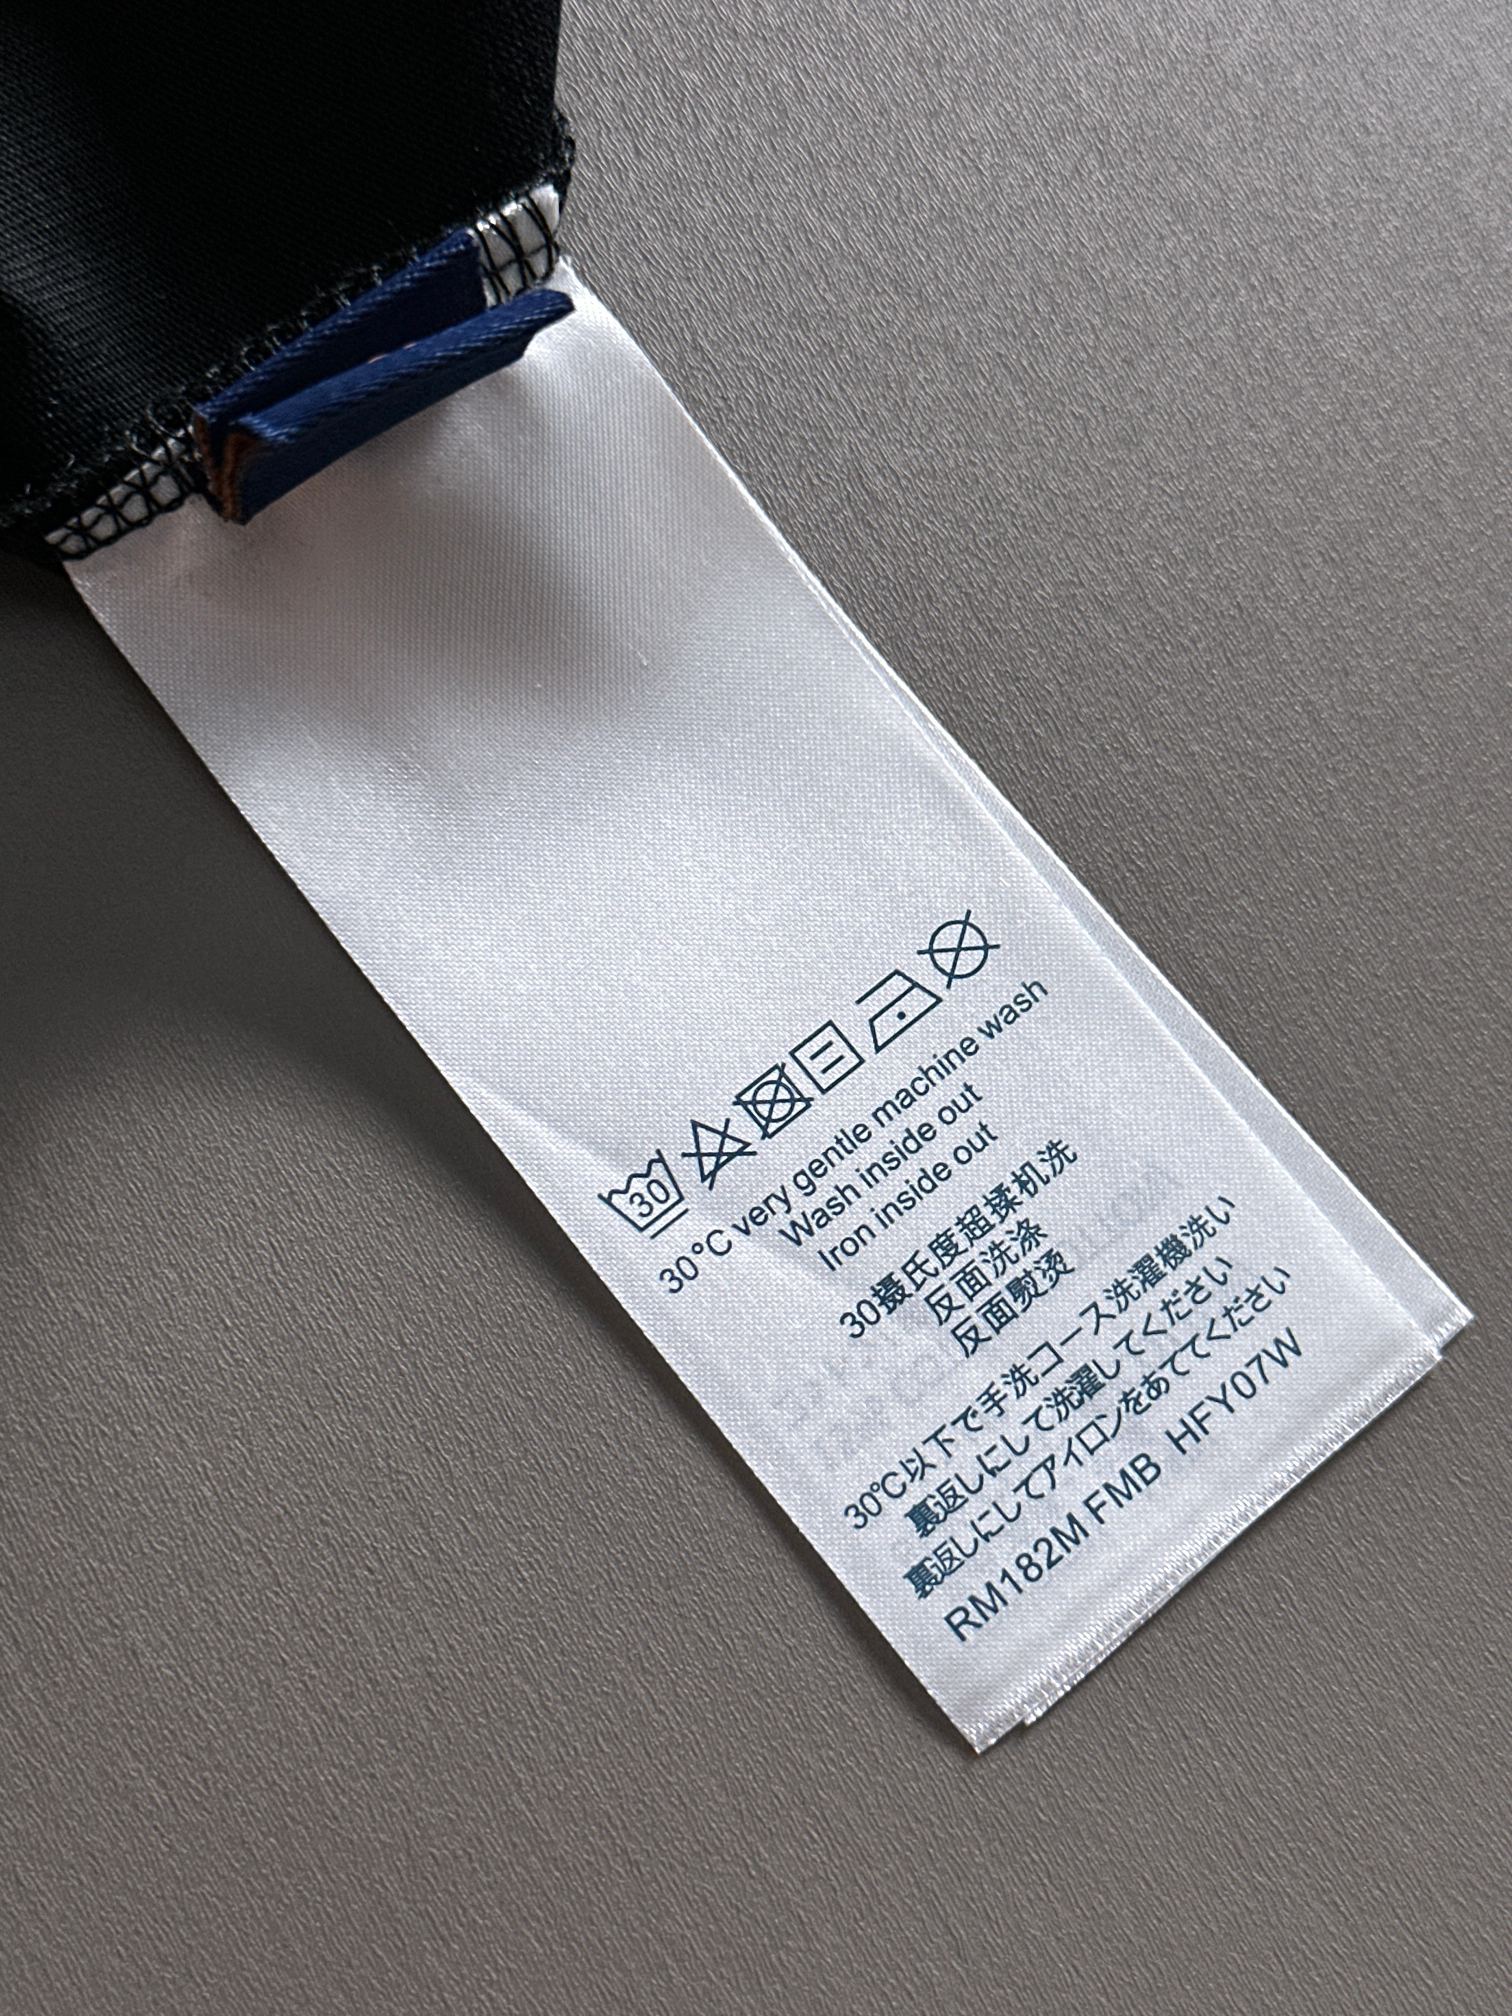 30
30°C very gentle machine wash
Wash inside out
Iron inside out
30摄氏度超揉机洗
反面洗涤
反面熨烫
30℃以下で手洗コース洗濯機洗い
裏返しにして洗濯してください
裏返しにしてアイロンをあててください
RM182M FMB HFY07W